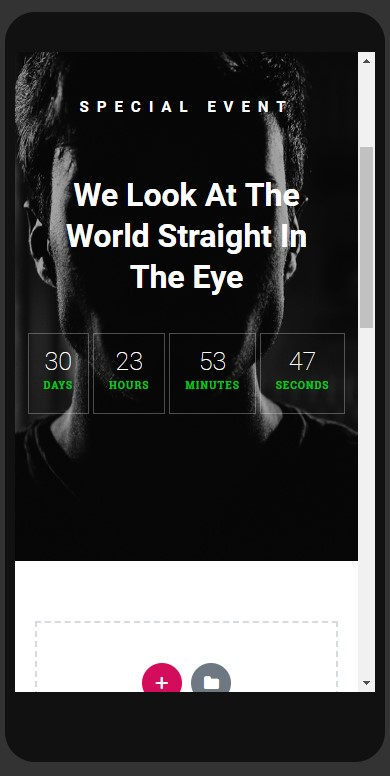 SPECIAL EVENT
We Look At The
World Straight In
The Eye
30 23 53 47
DAYS HOURS MINUTES SECONDS